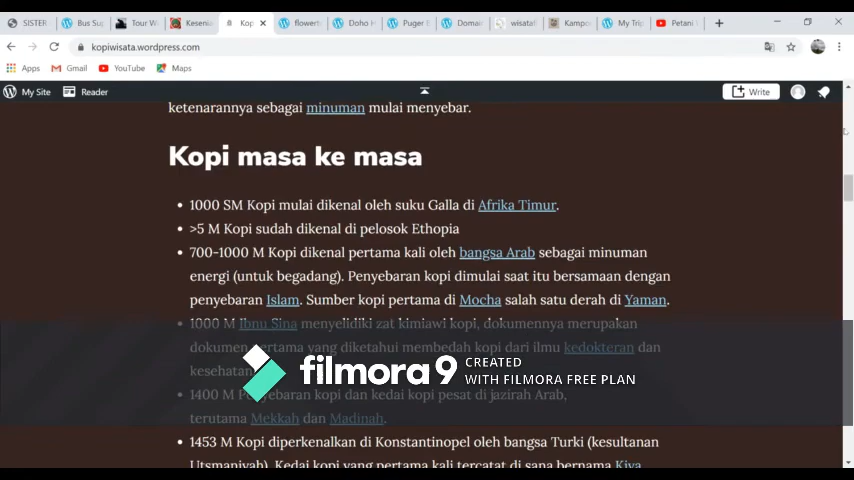 SISTER
Bus Su
Tour W
Kesenia
Kop
flowert
Doho H
Puger B
Domai
wisataf
Kampo
My Trip
Petani
kopiwisata.wordpress.com
Apps Gmail YouTube Maps
My Site Reader Write
ketenarannya sebagai minuman mulai menyebar.
Kopi masa ke masa
1000 SM Kopi mulai dikenal oleh suku Galla di Afrika Timur.
>5 M Kopi sudah dikenal di pelosok Ethopia
700-1000 M Kopi dikenal pertama kali oleh bangsa Arab sebagai minuman
energi (untuk begadang). Penyebaran kopi dimulai saat itu bersamaan dengan
penyebaran Islam. Sumber kopi pertama di Mocha salah satu derah di Yaman.
1000 M Ibnu Sina menyelidiki zat kimiawi kopi, dokumennya merupakan
dokumen pertama yang diketahui membedah kopi dari ilmu kedokteran dan
kesehatan
filmora9 CREATED
WITH FILMORA FREE PLAN
1400 M Penyebaran kopi dan kedai kopi pesat di jazirah Arab,
terutama Mekkah dan Madinah.
1453 M Kopi diperkenalkan di Konstantinopel oleh bangsa Turki (kesultanan
Utsmaniyah). Kedai kopi yang pertama kali tercatat di sana bernama Kiva